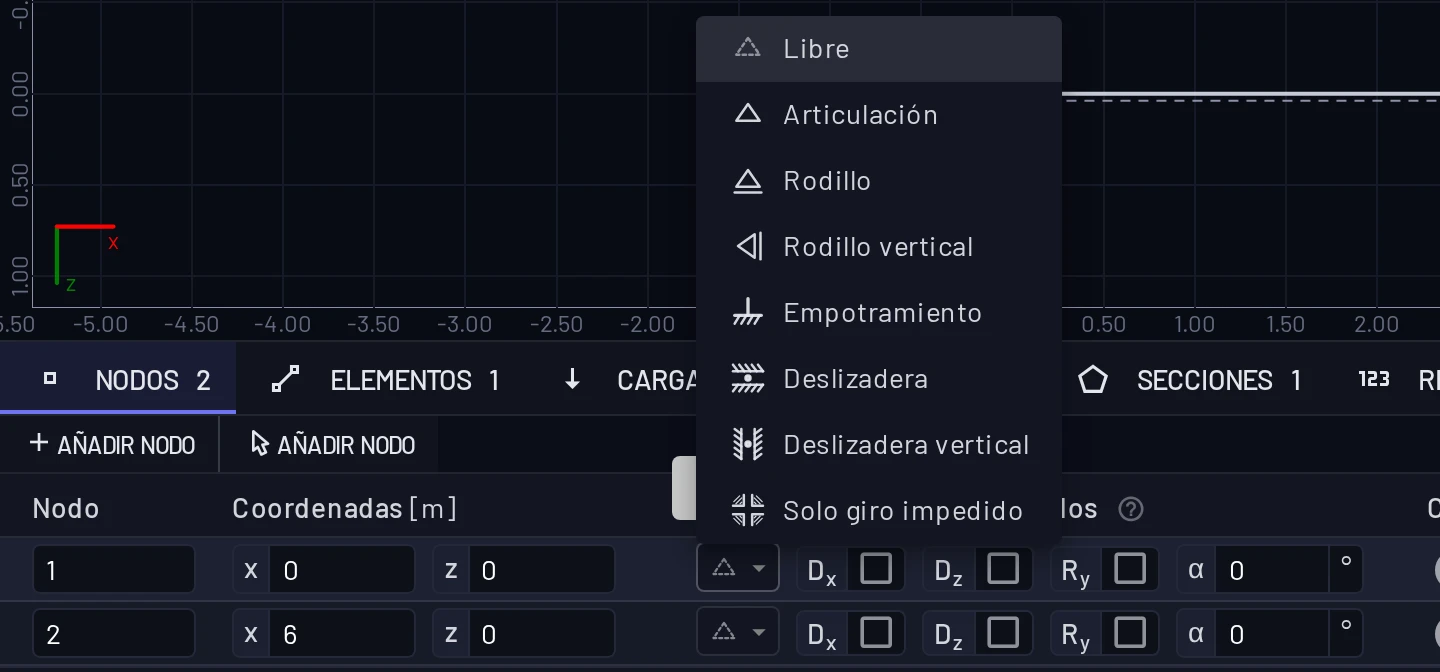 Libre
Articulación
Rodillo
Rodillo vertical
Empotramiento
Deslizadera
Deslizadera vertical
Solo giro impedido
0.00
0.50
1.00
x
z
5.50 -5.00 -4.50 -4.00 -3.50 -3.00 -2.50 -2.00 0.50 1.00 1.50 2.00
NODOS 2 ELEMENTOS 1 CARGA SECCIONES 1 123
+ AÑADIR NODO AÑADIR NODO
Nodo Coordenadas [m] los ?
1 x 0 z 0 Dx Dz Ry α 0 °
2 x 6 z 0 Dx Dz Ry α 0 °